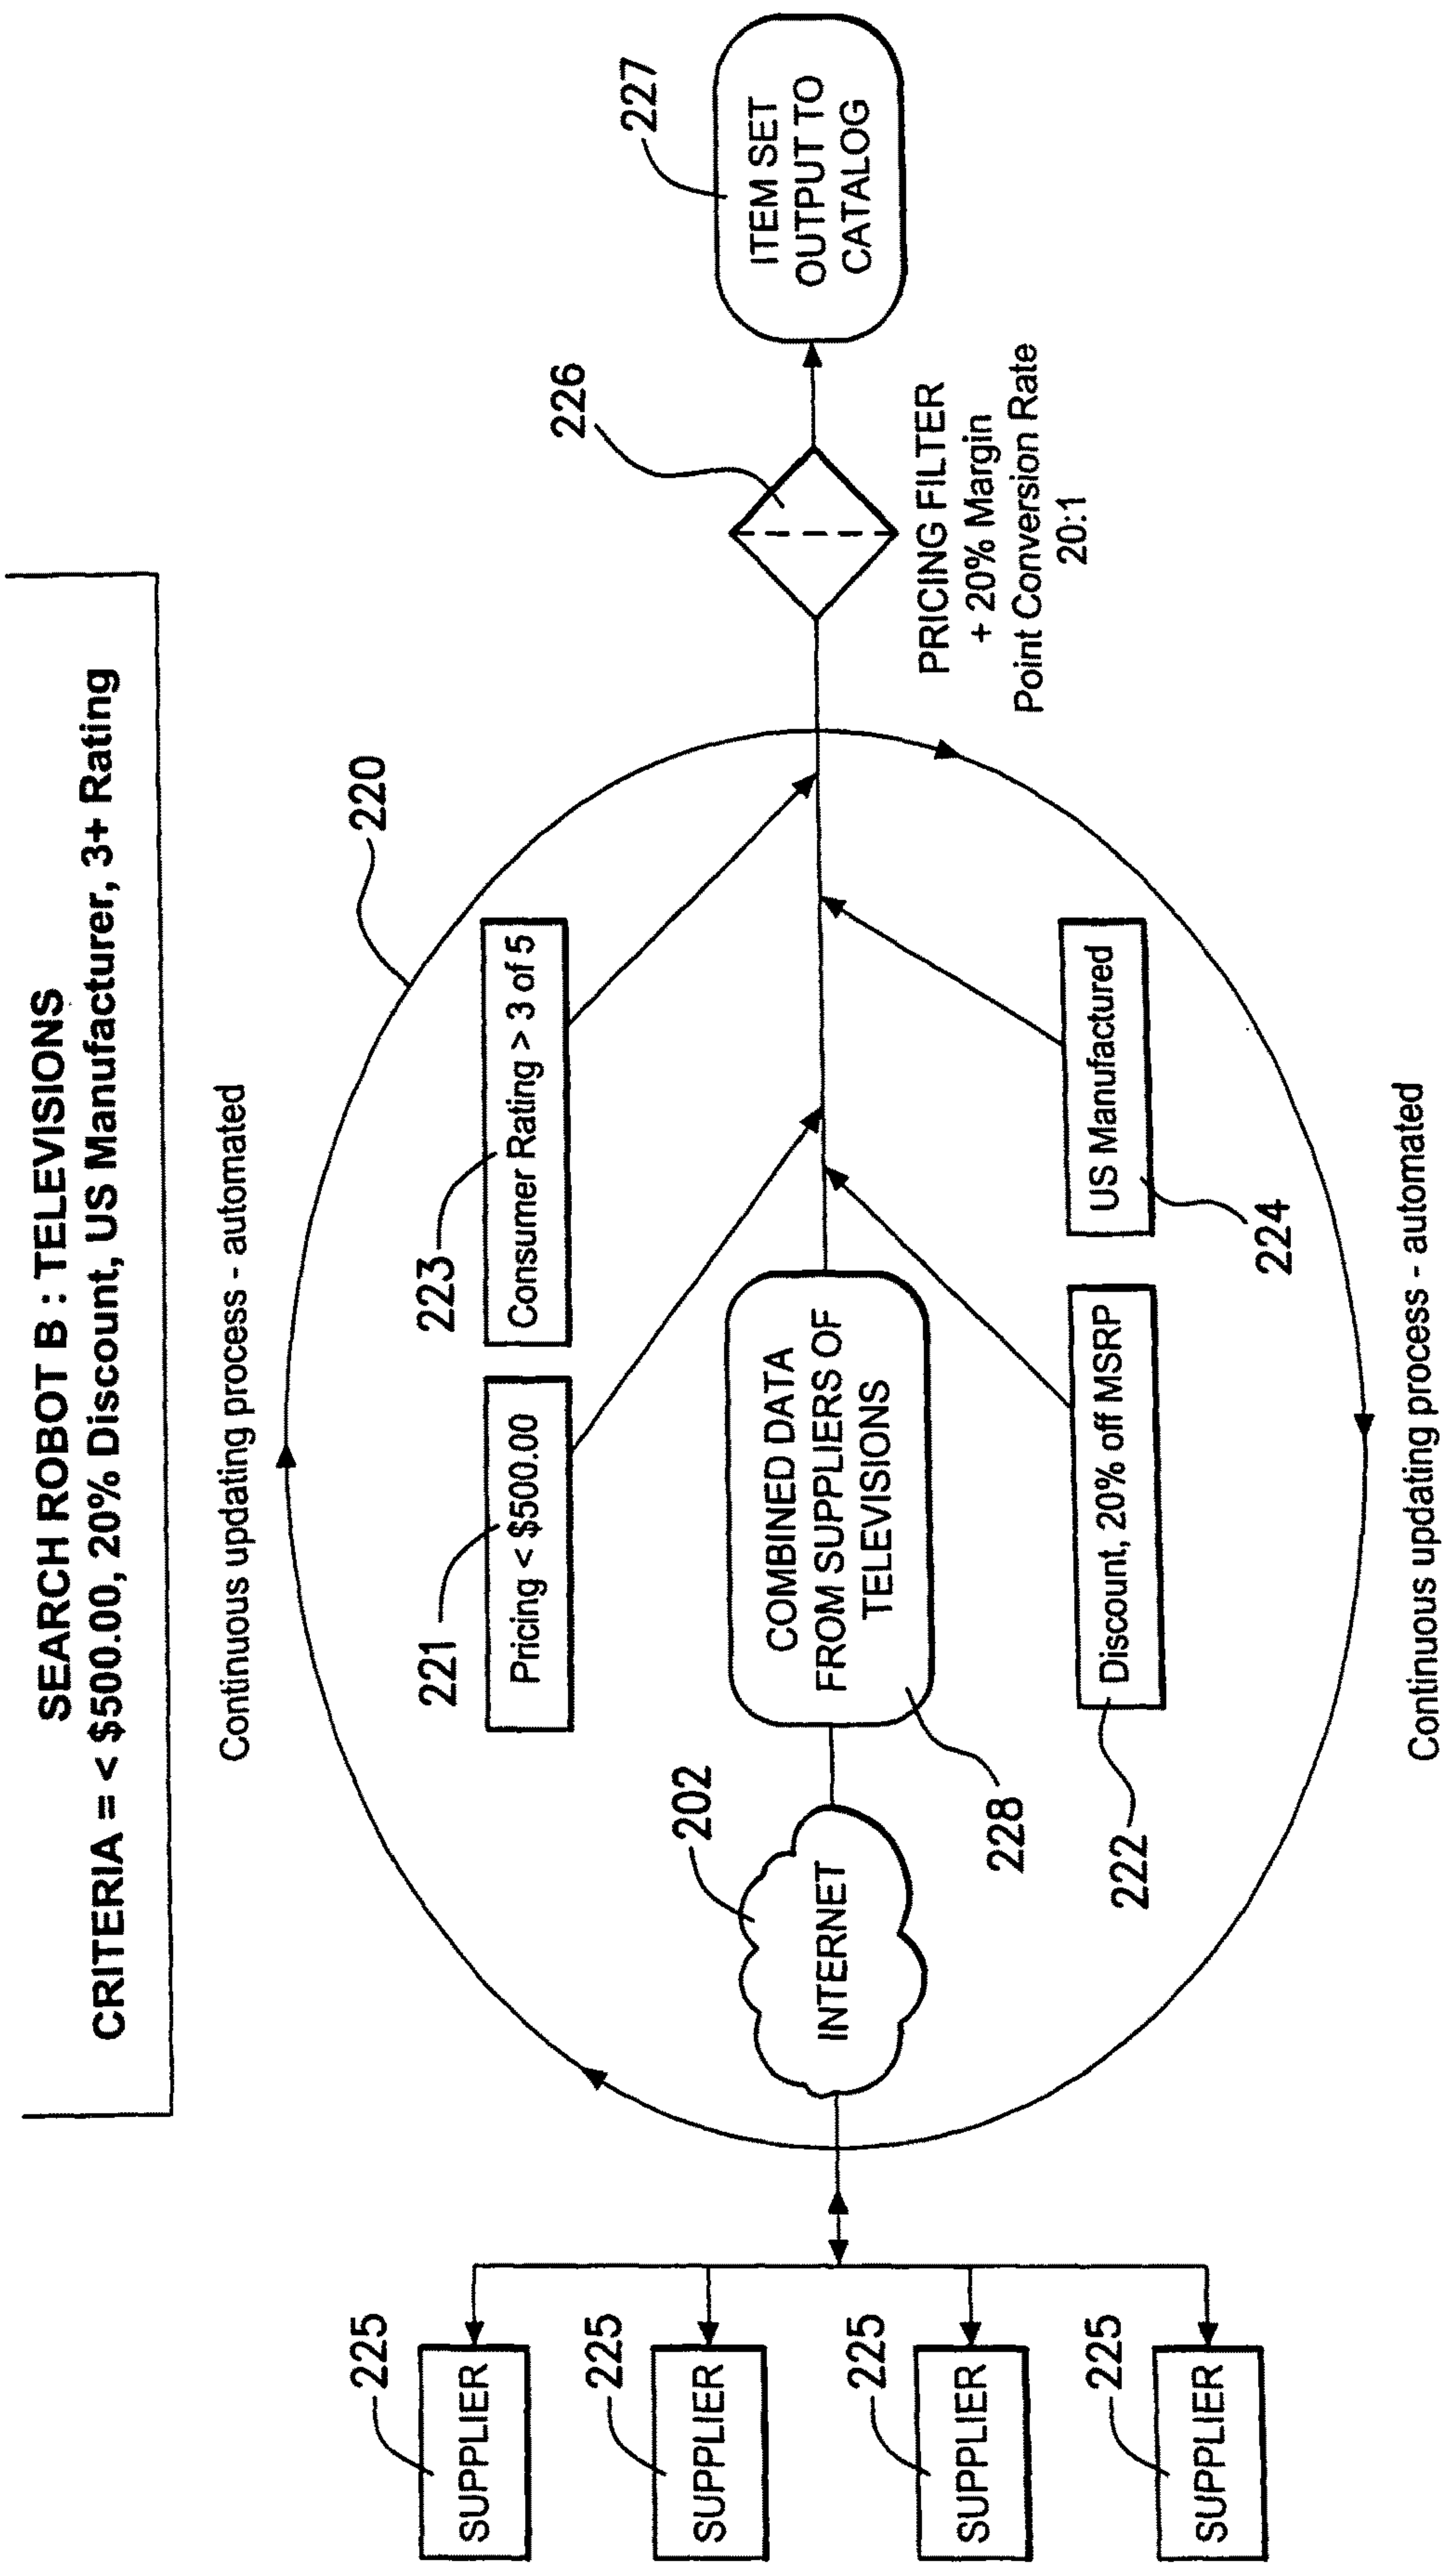 SEARCH ROBOT B : TELEVISIONS
CRITERIA = < $500.00, 20% Discount, US Manufacturer, 3+ Rating
Continuous updating process - automated
220
221
Pricing < $500.00
223
Consumer Rating > 3 of 5
225
SUPPLIER
225
SUPPLIER
225
SUPPLIER
225
SUPPLIER
202
INTERNET
228
COMBINED DATA
FROM SUPPLIERS OF
TELEVISIONS
226
PRICING FILTER
+ 20% Margin
Point Conversion Rate
20:1
227
ITEM SET
OUTPUT TO
CATALOG
222
Discount, 20% off MSRP
224
US Manufactured
Continuous updating process - automated